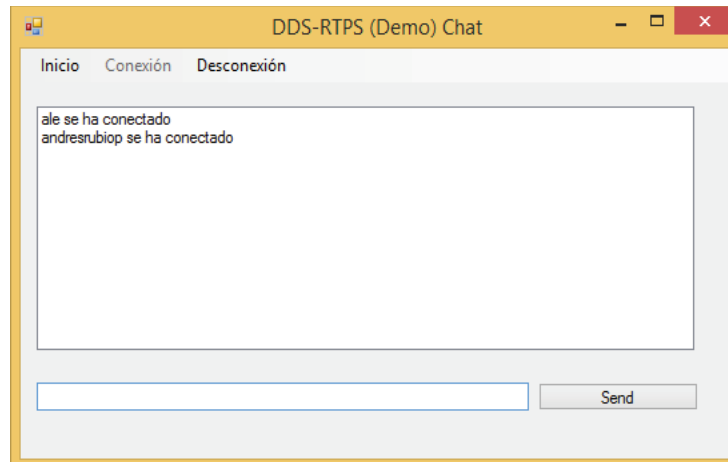 DDS-RTPS (Demo) Chat
Inicio Conexión Desconexión
ale se ha conectado
andresrubiop se ha conectado
Send